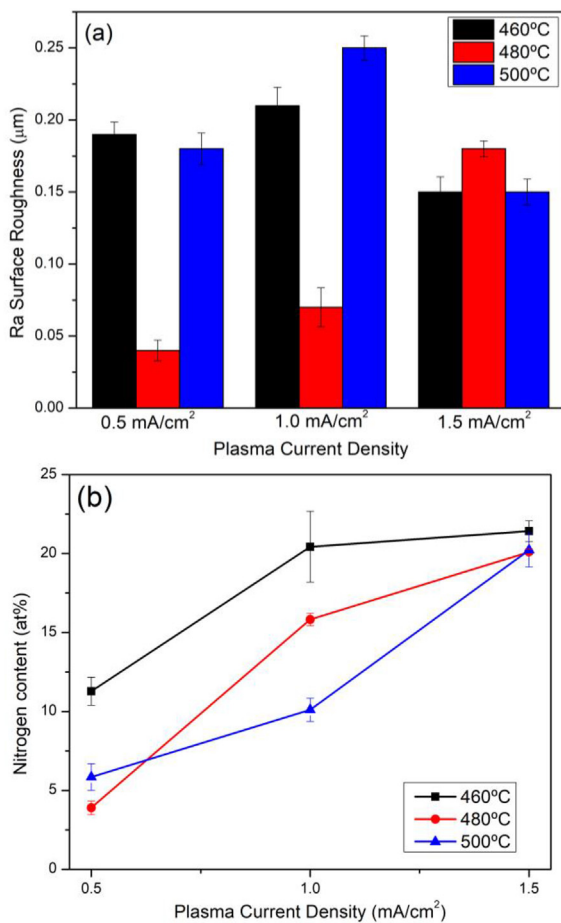 (a)
460ºC
480ºC
500ºC
Ra Surface Roughness (μm)
0.25
0.20
0.15
0.10
0.05
0.00
0.5 mA/cm²
1.0 mA/cm²
1.5 mA/cm²
Plasma Current Density
(b)
Nitrogen content (at%)
25
20
15
10
5
0
460ºC
480ºC
500ºC
0.5
1.0
1.5
Plasma Current Density (mA/cm²)